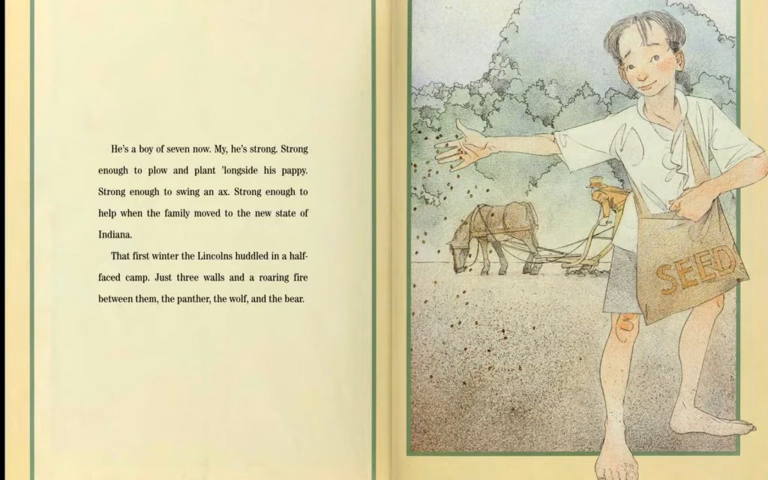 He's a boy of seven now. My, he's strong. Strong
enough to plow and plant 'longside his pappy.
Strong enough to swing an ax. Strong enough to
help when the family moved to the new state of
Indiana.
That first winter the Lincolns huddled in a half-
faced camp. Just three walls and a roaring fire
between them, the panther, the wolf, and the bear.
SEED